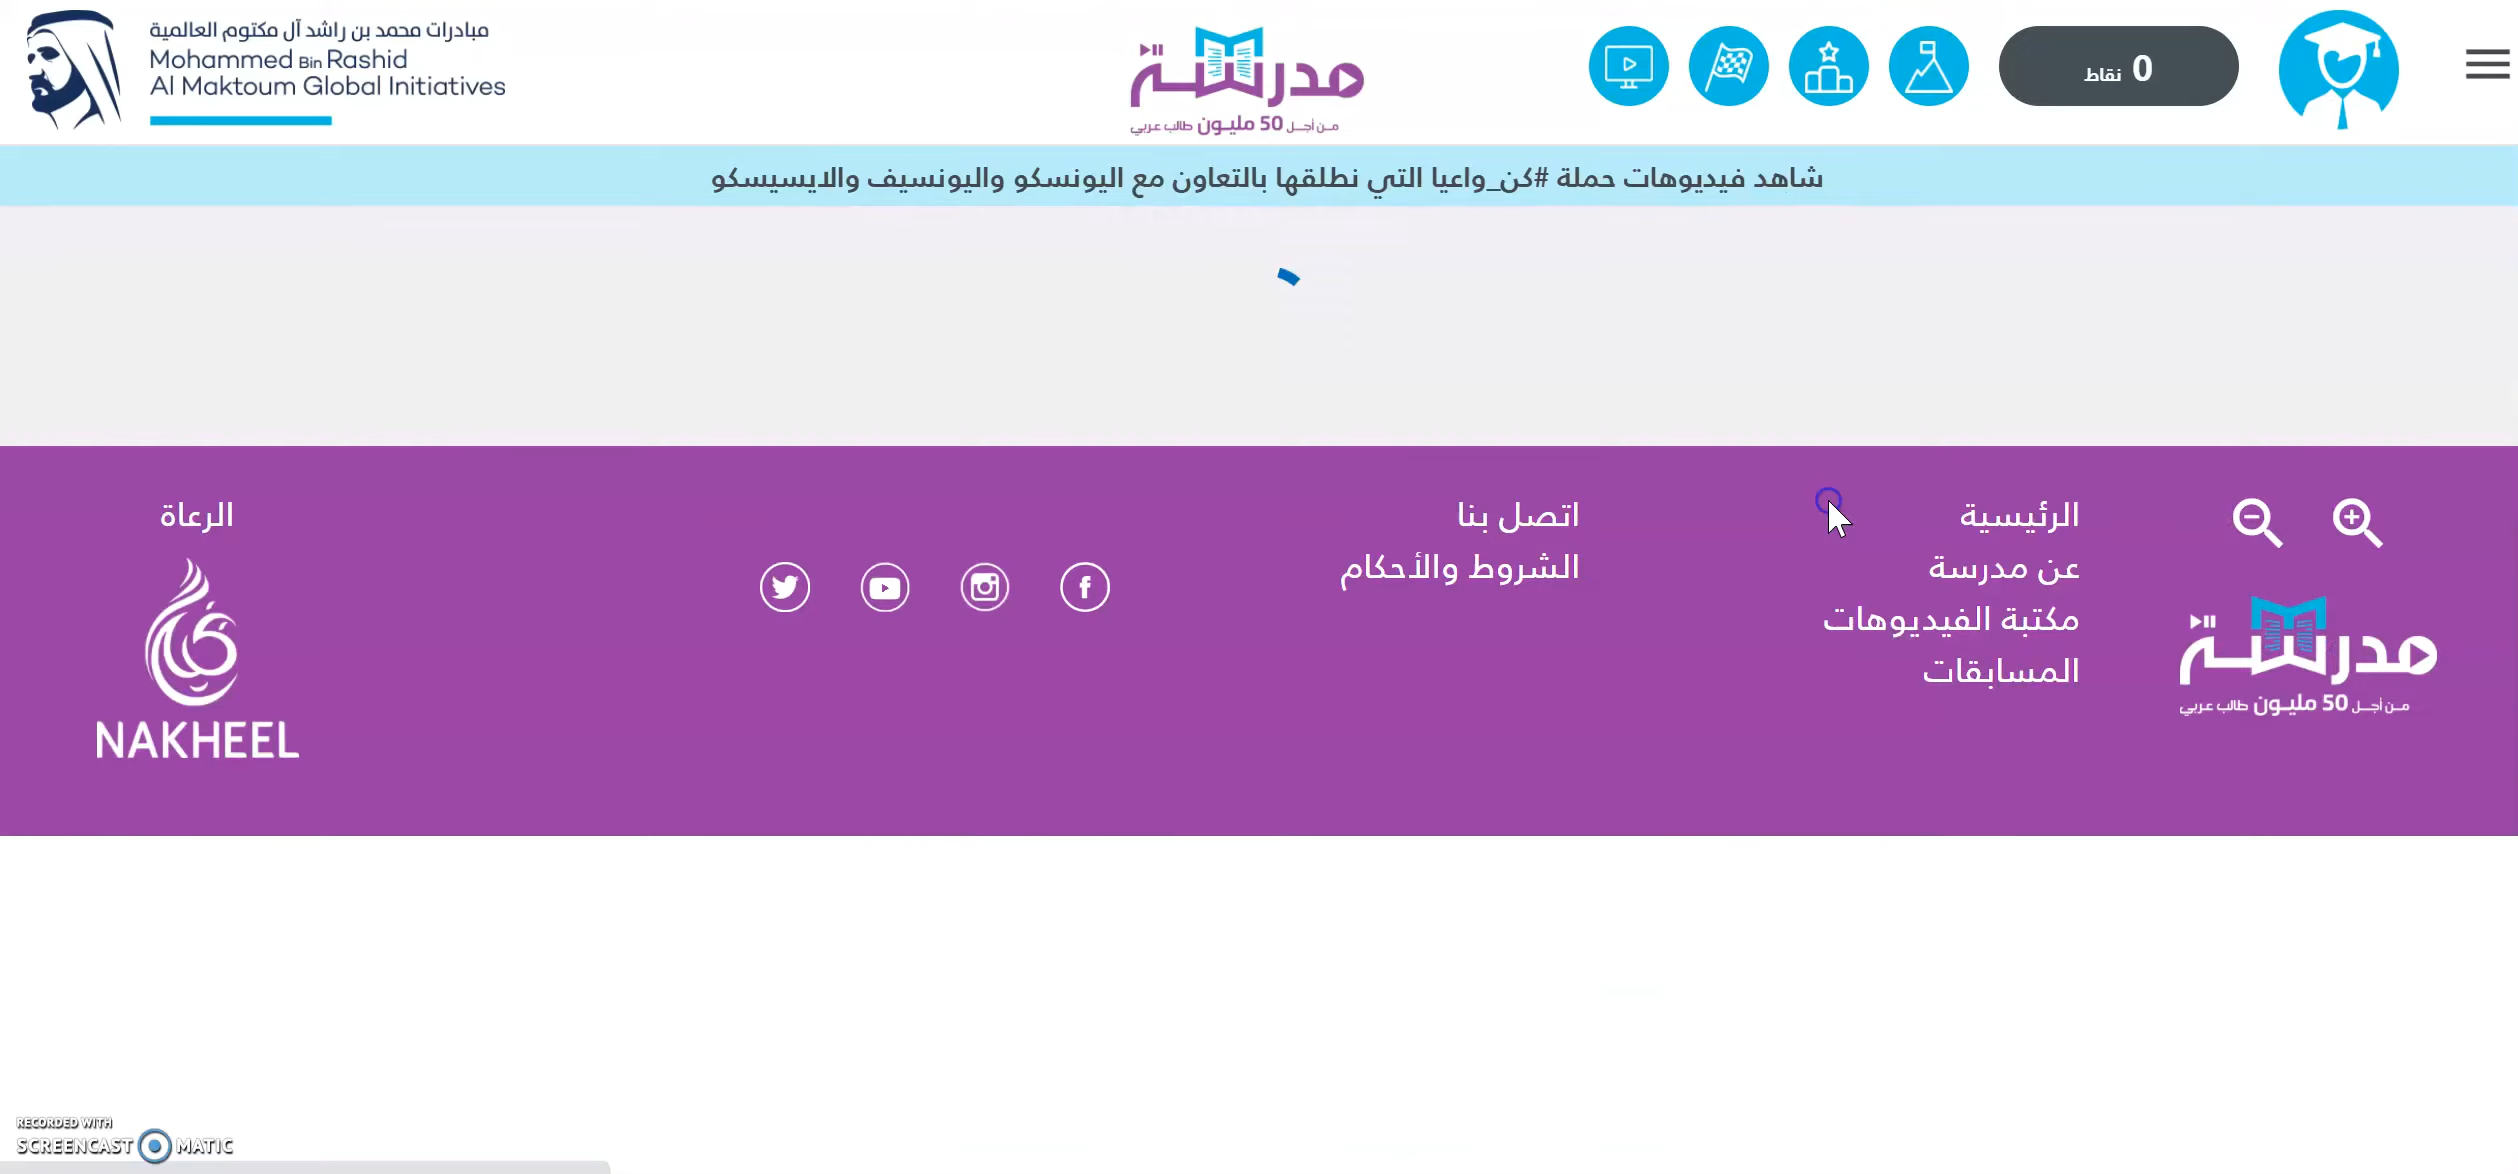 مبادرات محمد بن راشد آل مكتوم العالمية
Mohammed Bin Rashid
Al Maktoum Global Initiatives
مدرسة
من أجل 50 مليون طالب عربي
0 نقاط
شاهد فيديوهات حملة #كن_واعيا التي نطلقها بالتعاون مع اليونسكو واليونسيف والايسيسكو
الرئيسية
عن مدرسة
مكتبة الفيديوهات
المسابقات
اتصل بنا
الشروط والأحكام
الرعاة
NAKHEEL
مدرسة
من أجل 50 مليون طالب عربي
RECORDED WITH
SCREENCAST MATIC